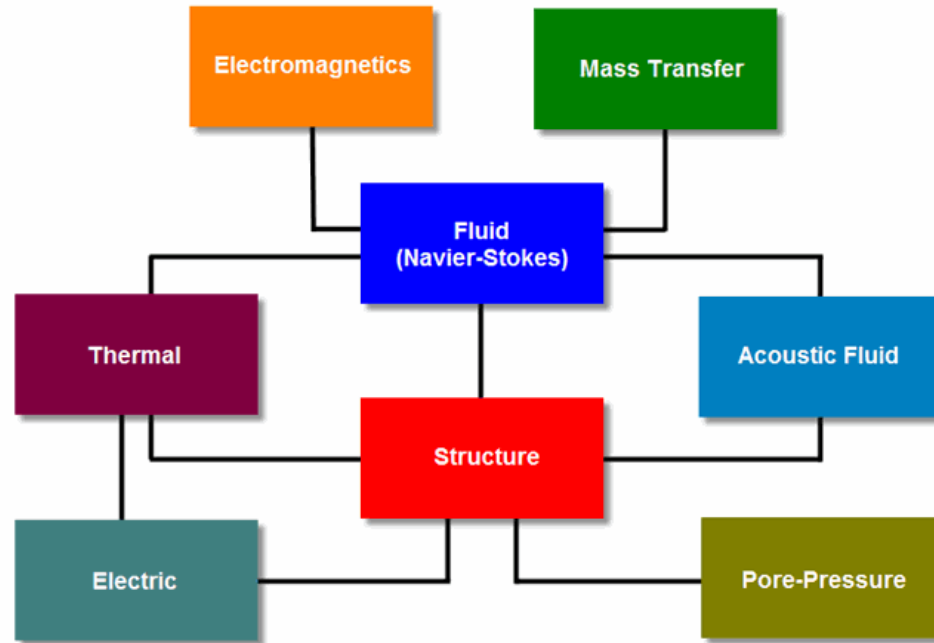 Electromagnetics
Mass Transfer
Fluid
(Navier-Stokes)
Thermal
Acoustic Fluid
Structure
Electric
Pore-Pressure